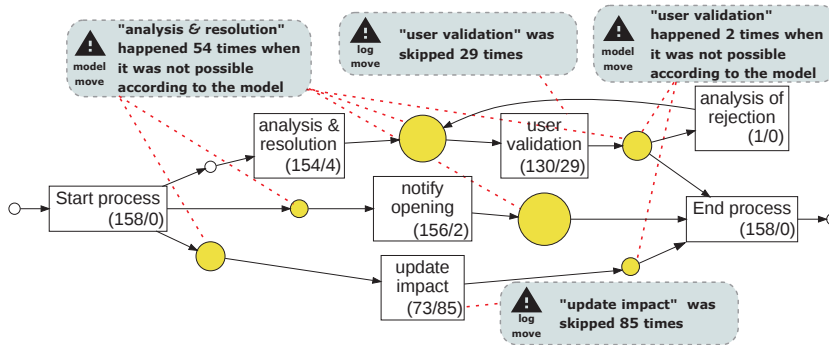 "analysis & resolution"
happened 54 times when
it was not possible
according to the model
model
move
"user validation" was
skipped 29 times
log
move
"user validation"
happened 2 times when
it was not possible
according to the model
model
move
analysis &
resolution
(154/4)
user
validation
(130/29)
analysis of
rejection
(1/0)
Start process
(158/0)
notify
opening
(156/2)
End process
(158/0)
update
impact
(73/85)
"update impact" was
skipped 85 times
log
move